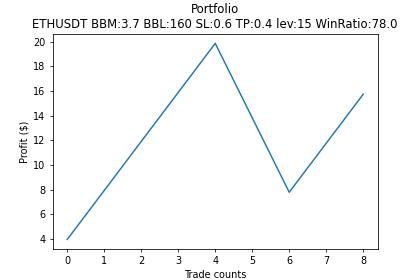 Portfolio
ETHUSDT BBM:3.7 BBL:160 SL:0.6 TP:0.4 lev:15 WinRatio:78.0
Profit ($)
20
18
16
14
12
10
8
6
4
0 1 2 3 4 5 6 7 8
Trade counts